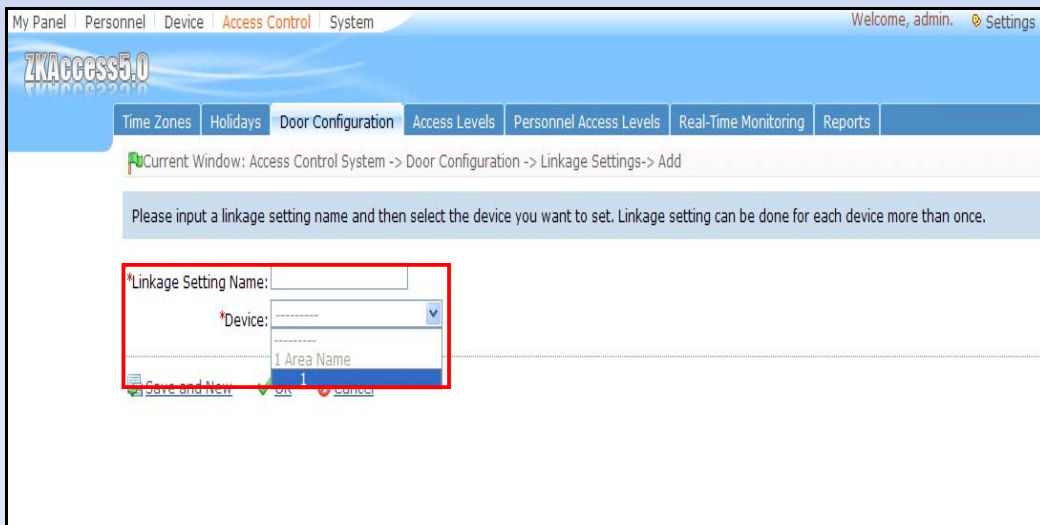 My Panel Personnel Device Access Control System Welcome, admin. Settings
ZKAccess5.0
Time Zones Holidays Door Configuration Access Levels Personnel Access Levels Real-Time Monitoring Reports
Current Window: Access Control System -> Door Configuration -> Linkage Settings-> Add
Please input a linkage setting name and then select the device you want to set. Linkage setting can be done for each device more than once.
*Linkage Setting Name:
*Device: ---------
---------
1 Area Name
1
Save and New OK Cancel